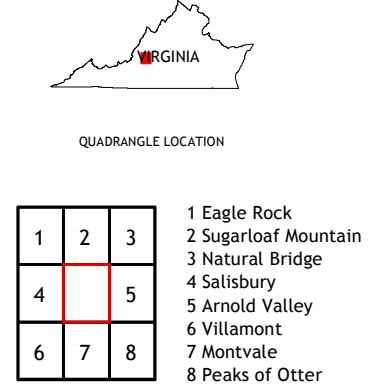 VIRGINIA
QUADRANGLE LOCATION
1 2 3
4 5
6 7 8
1 Eagle Rock
2 Sugarloaf Mountain
3 Natural Bridge
4 Salisbury
5 Arnold Valley
6 Villamont
7 Montvale
8 Peaks of Otter